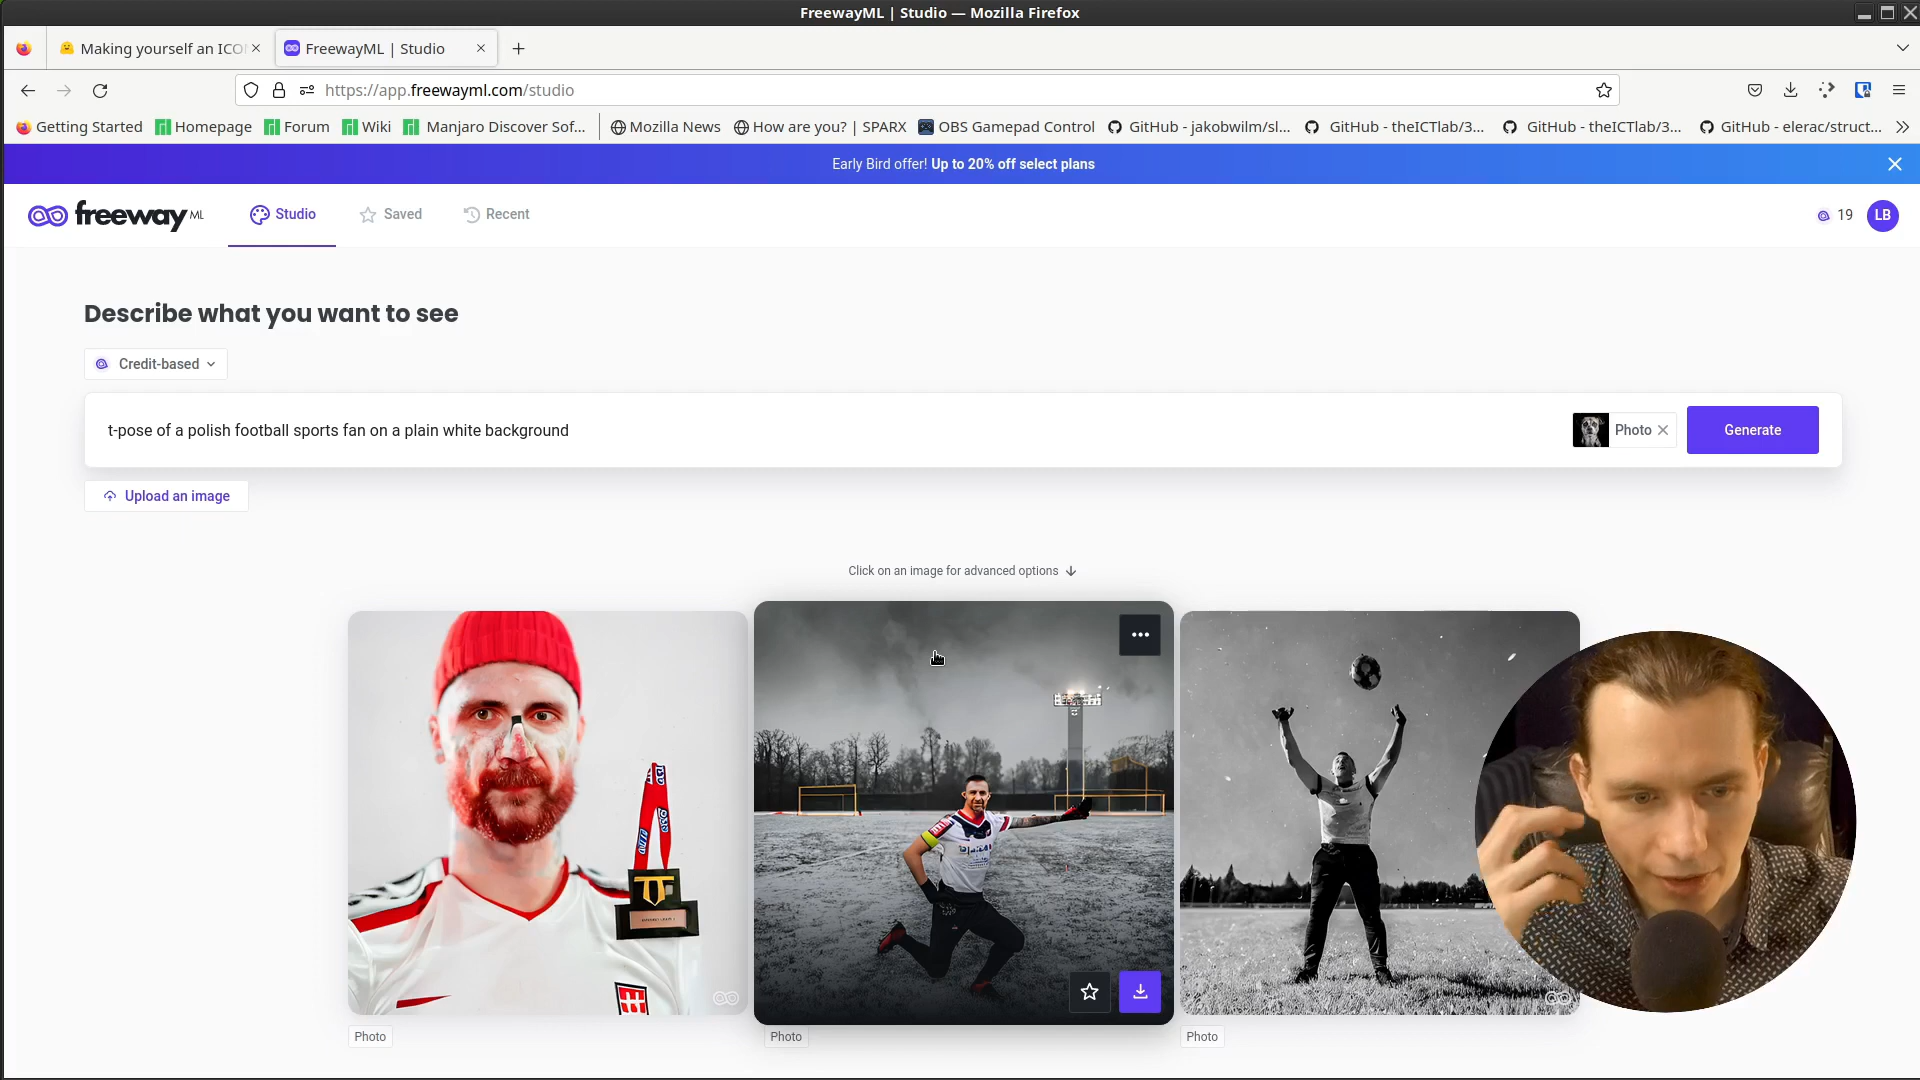 FreewayML | Studio — Mozilla Firefox
Making yourself an ICO
FreewayML | Studio
https://app.freewayml.com/studio
Getting Started
Homepage
Forum
Wiki
Manjaro Discover Sof...
Mozilla News
How are you? | SPARX
OBS Gamepad Control
GitHub - jakobwilm/sl...
GitHub - theICTlab/3...
GitHub - theICTlab/3...
GitHub - elerac/struct...
Early Bird offer! Up to 20% off select plans
freeway ML
Studio
Saved
Recent
19
LB
Describe what you want to see
Credit-based
t-pose of a polish football sports fan on a plain white background
Photo
Generate
Upload an image
Click on an image for advanced options
Photo
Photo
Photo